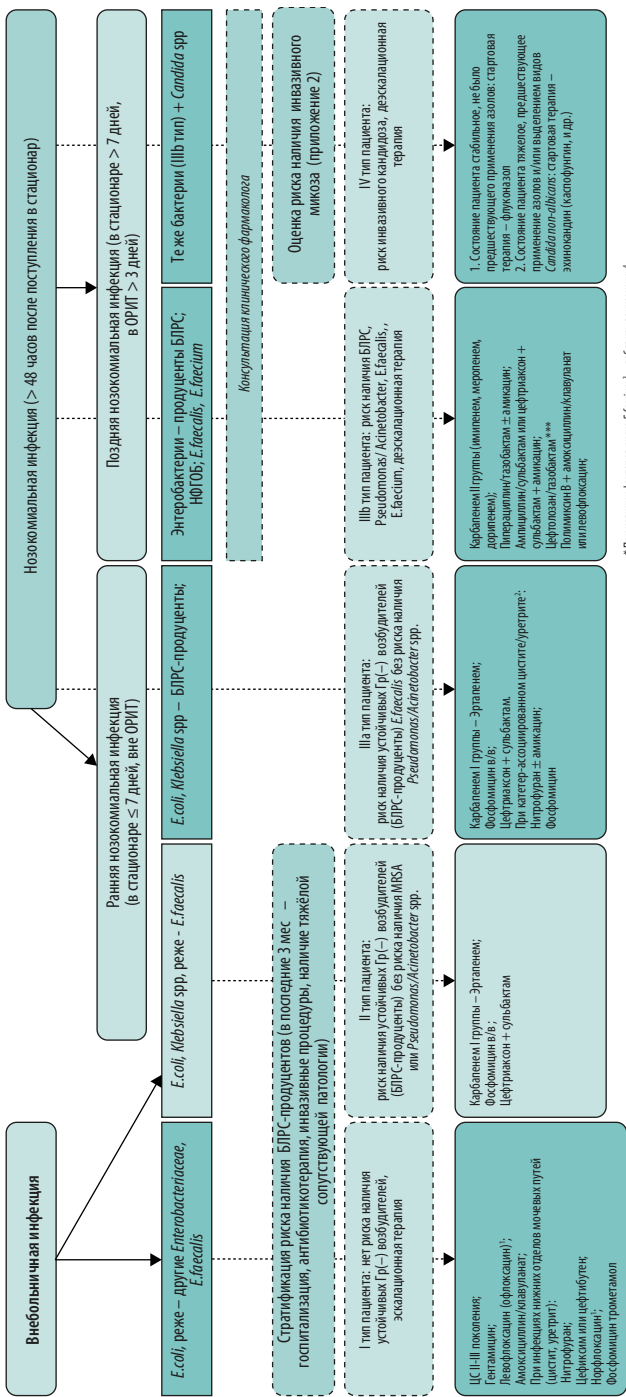 Внебольничная инфекция
Нозокомиальная инфекция (> 48 часов после поступления в стационар)
Ранняя нозокомиальная инфекция
(в стационаре ≤ 7 дней, вне ОРИТ)
Поздняя нозокомиальная инфекция (в стационаре > 7 дней,
в ОРИТ > 3 дней)
E.coli, реже – другие Enterobacteriaceae,
E.faecalis
E.coli, Klebsiella spp, реже - E.faecalis
E.coli, Klebsiella spp – БЛРС-продуценты;
Энтеробактерии – продуценты БЛРС;
НФГОБ; E.faecalis, E.faecium
Те же бактерии (IIIb тип) + Candida spp
Консультация клинического фармаколога
Стратификация риска наличия БЛРС-продуцентов (в последние 3 мес –
госпитализация, антибиотикотерапия, инвазивные процедуры, наличие тяжёлой
сопутствующей патологии)
Оценка риска наличия инвазивного
микоза (приложение 2)
I тип пациента: нет риска наличия
устойчивых Гр(–) возбудителей,
эскалационная терапия
II тип пациента:
риск наличия устойчивых Гр(–) возбудителей
(БЛРС-продуценты) без риска наличия MRSA
или Pseudomonas/Acinetobacter spp.
IIIa тип пациента:
риск наличия устойчивых Гр(–) возбудителей
(БЛРС-продуценты) E.faecalis без риска наличия
Pseudomonas/Acinetobacter spp.
IIIb тип пациента: риск наличия БЛРС,
Pseudomonas/ Acinetobacter, E.faecalis, ,
E.faecium, деэскалационная терапия
IV тип пациента:
риск инвазивного кандидоза, деэскалационная
терапия
ЦС II-III поколения;
Гентамицин;
Левофлоксацин (офлоксацин)¹;
Амоксициллин/клавуланат;
При инфекциях нижних отделов мочевых путей
(цистит, уретрит):
Нитрофуран;
Цефиксим или цефтибутен;
Норфлоксацин¹;
Фосфомицин трометамол
Карбапенем I группы – Эртапенем;
Фосфомицин в/в ;
Цефтриаксон + сульбактам
Карбапенем I группы – Эртапенем;
Фосфомицин в/в;
Цефтриаксон + сульбактам.
При катетер-ассоциированном цистите/уретрите²:
Нитрофуран ± амикацин;
Фосфомицин
Карбапенем II группы (имипенем, меропенем,
дорипенем);
Пиперациллин/тазобактам ± амикацин;
Ампициллин/сульбактам или цефтриаксон +
сульбактам + амикацин;
Цефтолозан/тазобактам***
Полимиксин В + амоксициллин/клавуланат
или левофлоксацин;
1. Состояние пациента стабильное, не было
предшествующего применения азолов: стартовая
терапия – флуконазол
2. Состояние пациента тяжелое, предшествующее
применение азолов и/или выделением видов
Candida non-albicans: стартовая терапия –
эхинокандин (каспофунгин, и др.)